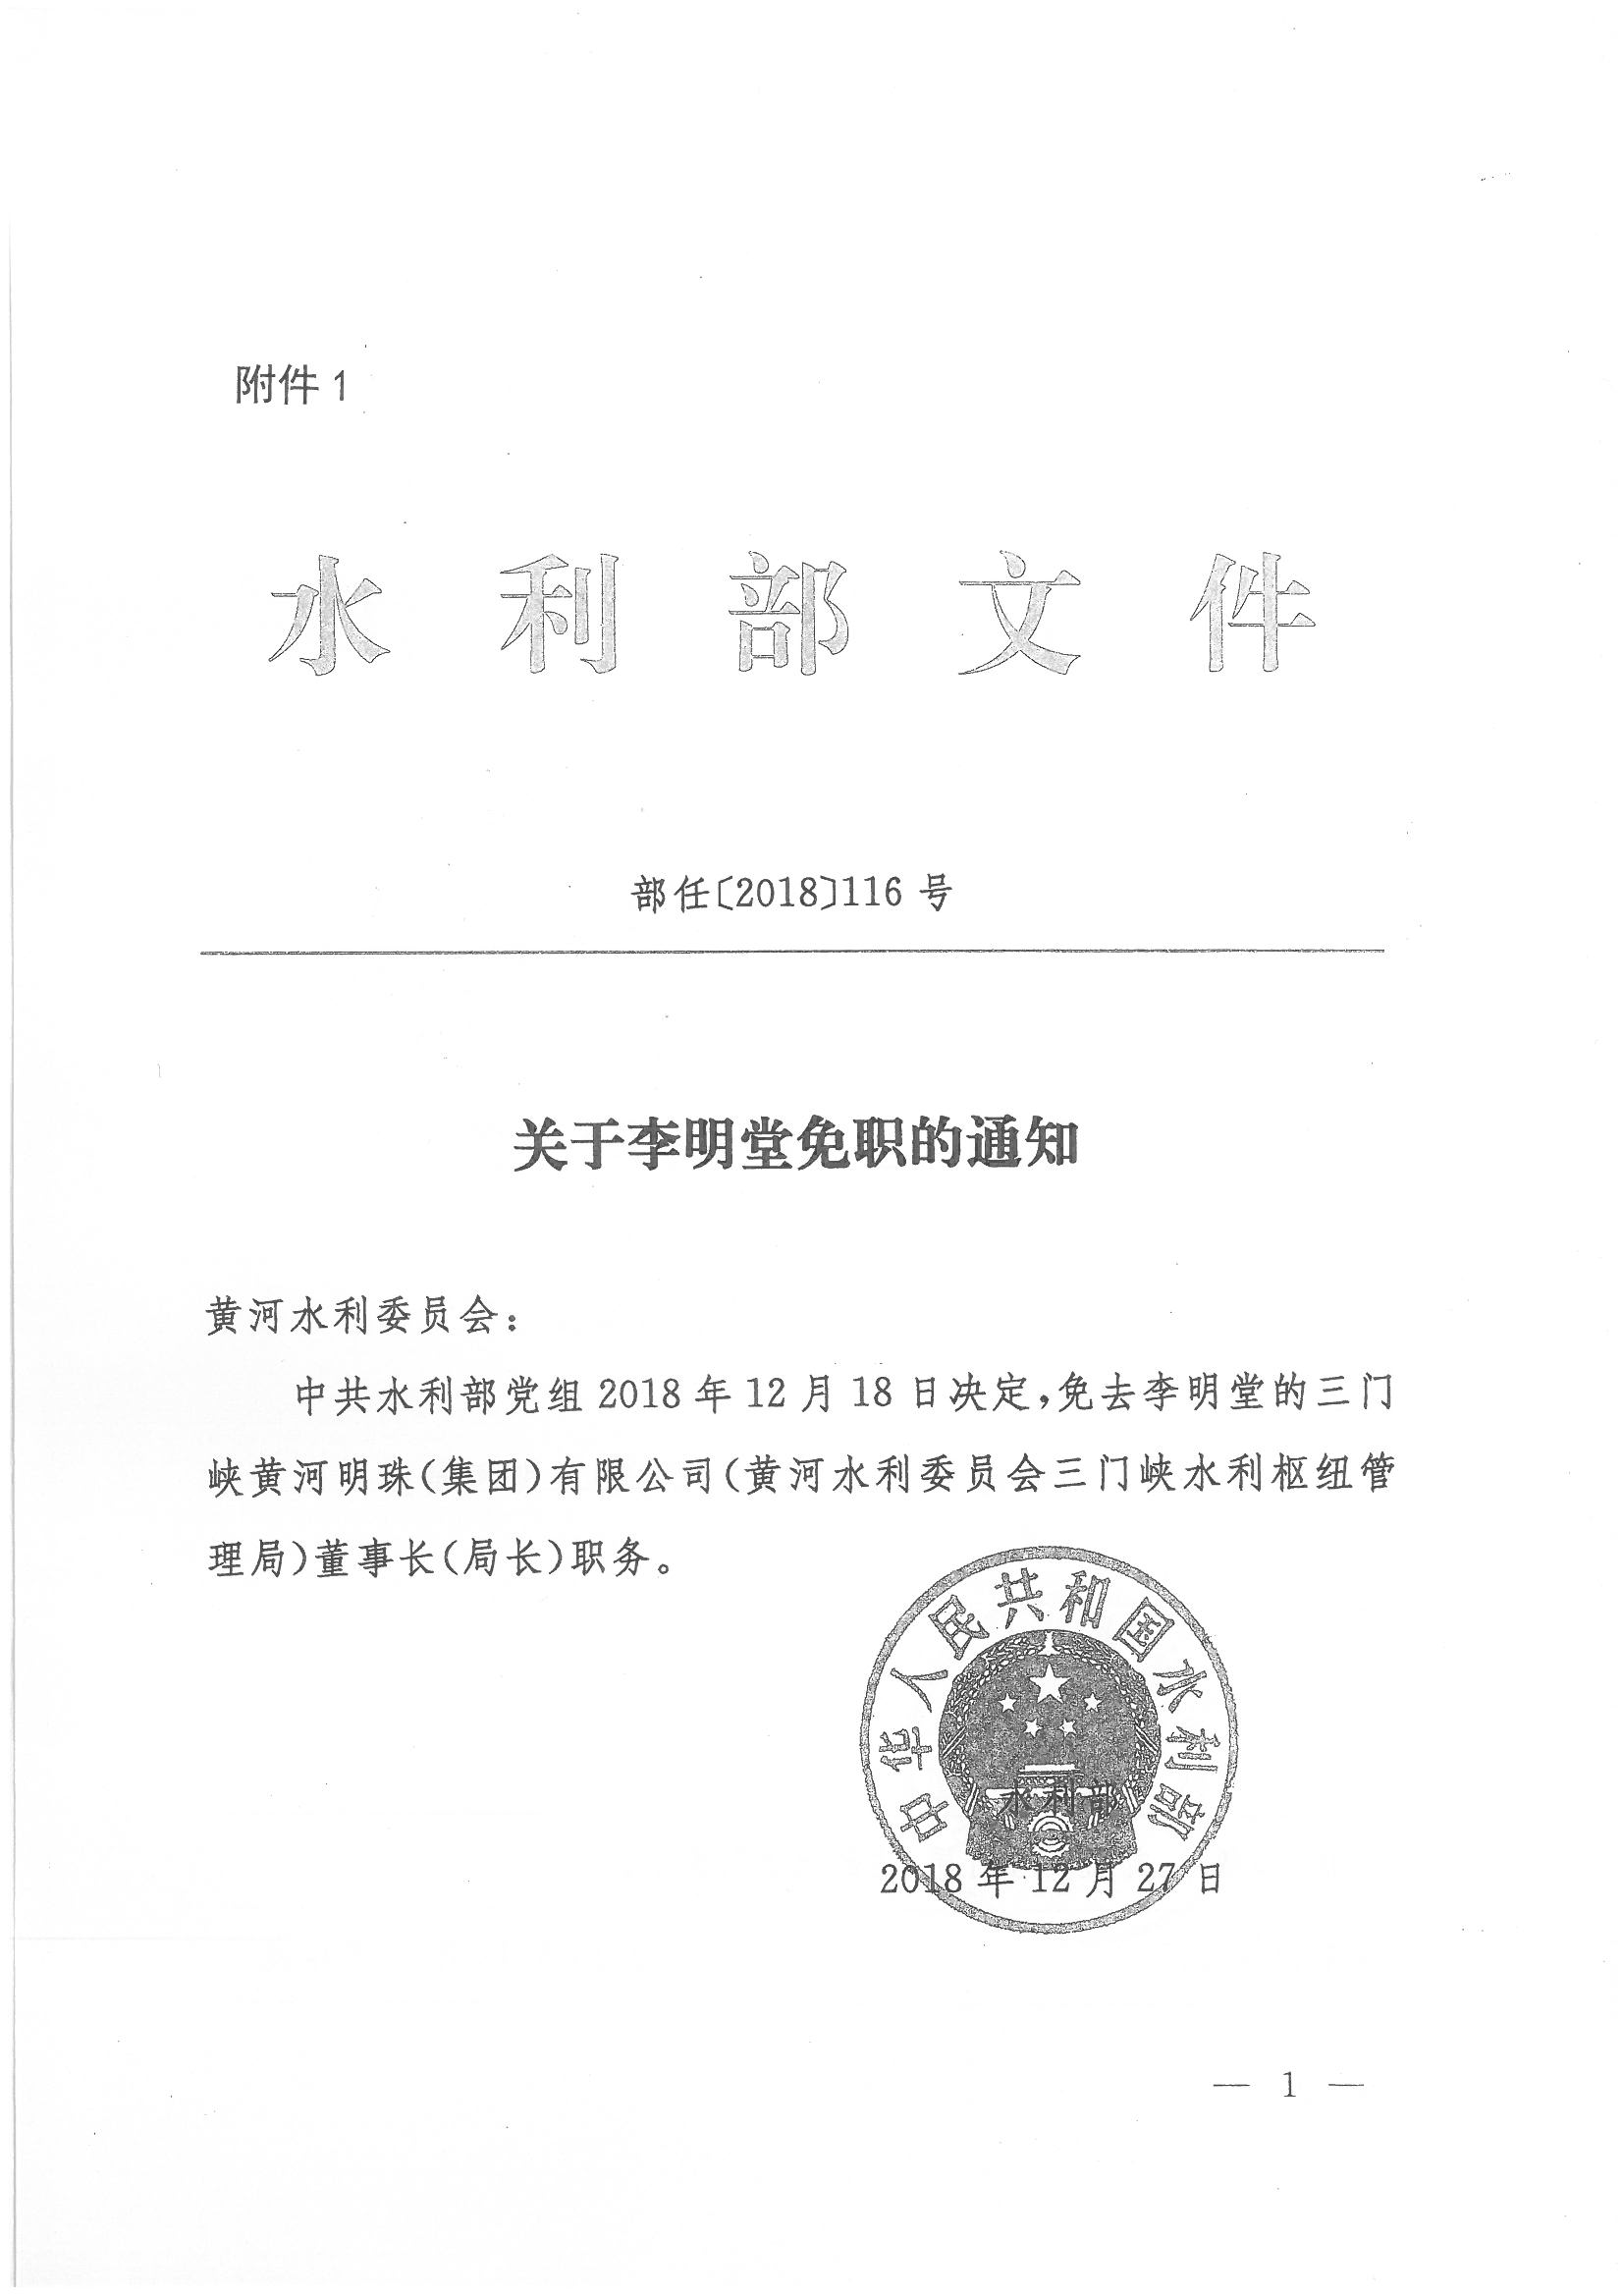 附件1
水利部文件
部任〔2018〕116号
关于李明堂免职的通知
黄河水利委员会：
中共水利部党组2018年12月18日决定，免去李明堂的三门
峡黄河明珠(集团)有限公司(黄河水利委员会三门峡水利枢纽管
理局)董事长(局长)职务。
中华人民共和国水利部
水利部
2018年12月27日
— 1 —